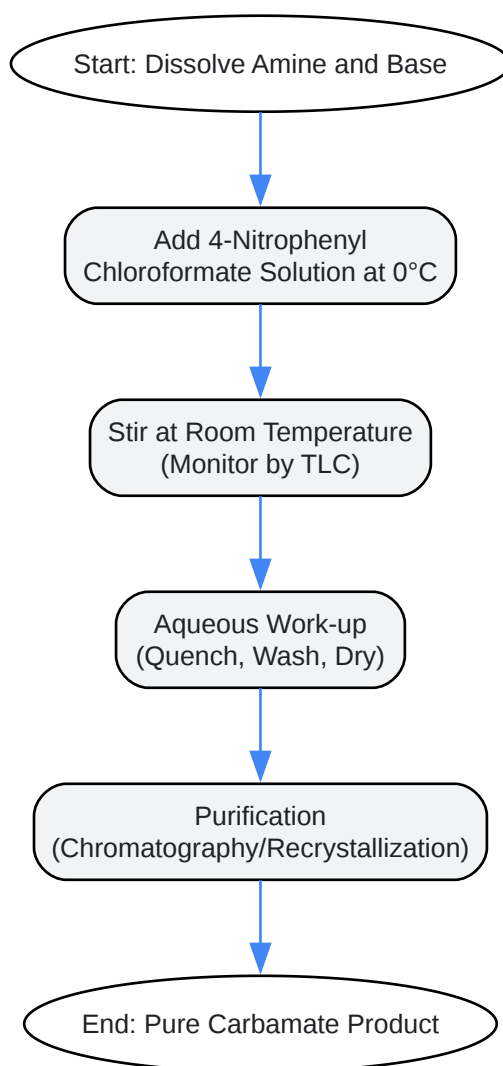 Start: Dissolve Amine and Base
Add 4-Nitrophenyl
Chloroformate Solution at 0°C
Stir at Room Temperature
(Monitor by TLC)
Aqueous Work-up
(Quench, Wash, Dry)
Purification
(Chromatography/Recrystallization)
End: Pure Carbamate Product